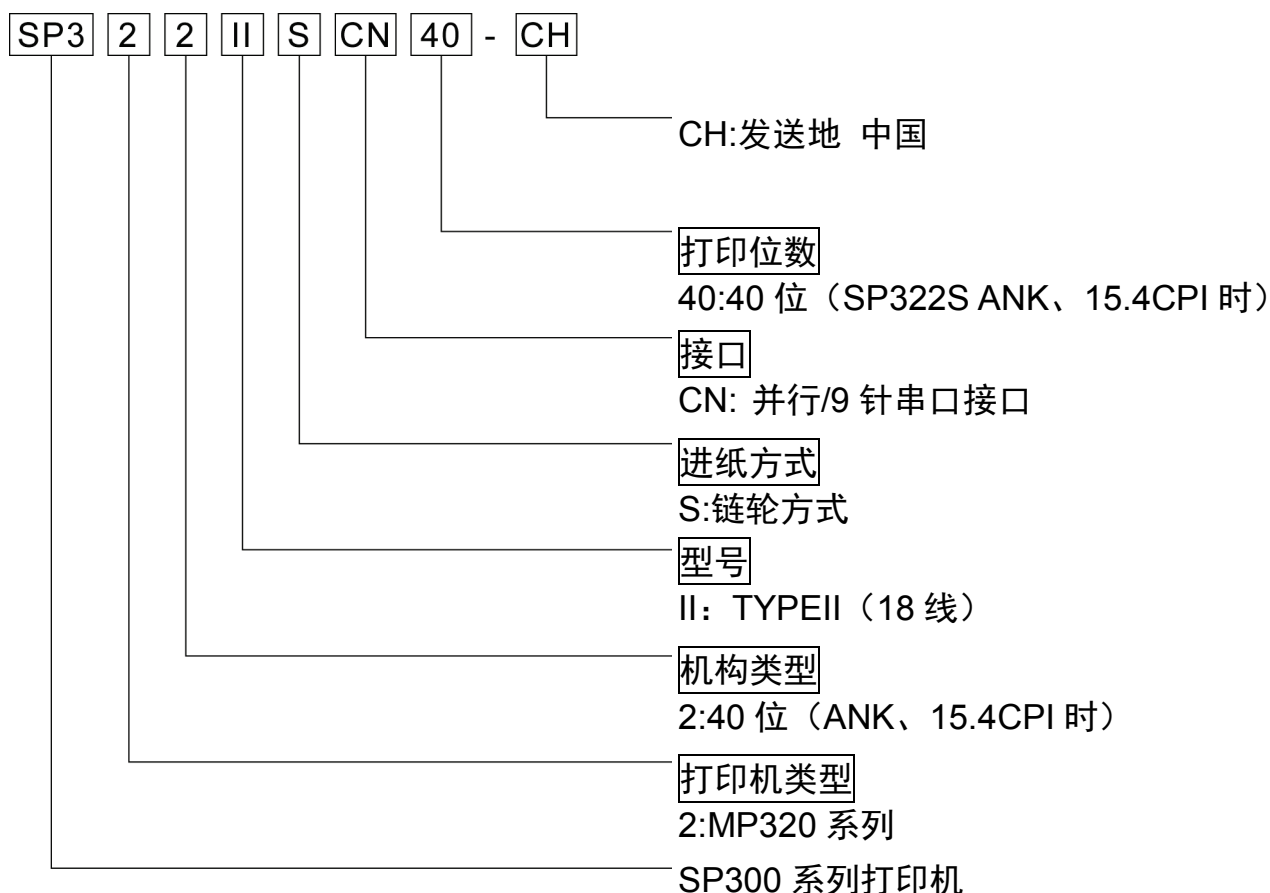 SP3 2 2 II S CN 40 - CH
CH:发送地 中国
打印位数
40:40 位（SP322S ANK、15.4CPI 时）
接口
CN: 并行/9 针串口接口
进纸方式
S:链轮方式
型号
II：TYPEII（18 线）
机构类型
2:40 位（ANK、15.4CPI 时）
打印机类型
2:MP320 系列
SP300 系列打印机